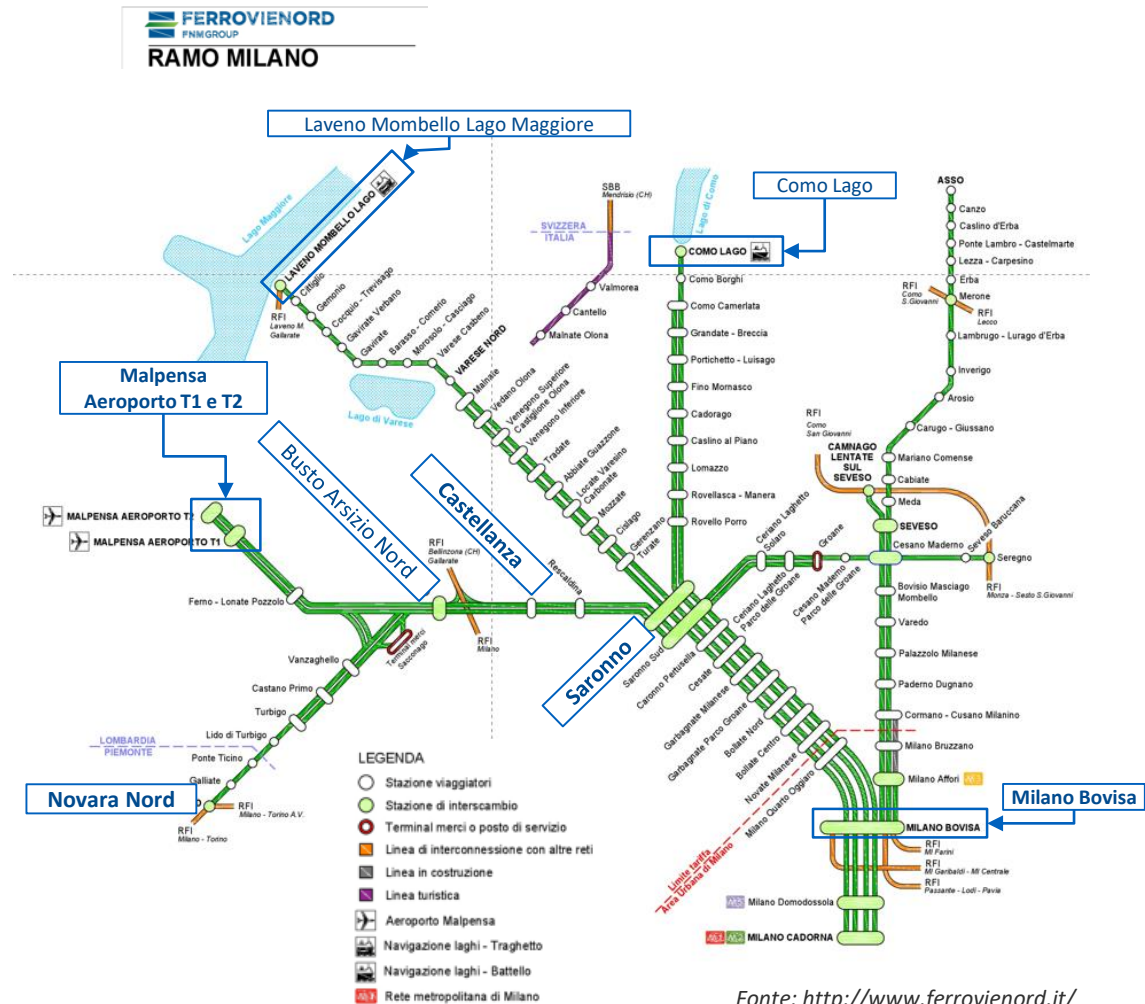 FERROVIENORD
FNMGROUP
RAMO MILANO
Laveno Mombello Lago Maggiore
Como Lago
Malpensa
Aeroporto T1 e T2
Busto Arsizio Nord
Castellanza
Saronno
Novara Nord
Milano Bovisa
Lago Maggiore
LAVENO MOMBELLO LAGO
RFI
Laveno M.
Gallarate
Cittiglio
Gemonio
Cocquio - Trevisago
Gavirate Verbano
Gavirate
Barasso - Comerio
Morosolo - Casciago
Varese Casbeno
VARESE NORD
Lago di Varese
Malnate
Vedano Olona
Venegono Superiore
Castiglione Olona
Venegono Inferiore
Tradate
Abbiate Guazzone
Locate Varesino
Carbonate
Mozzate
Cislago
Gerenzano
Turate
SBB
Mendrisio (CH)
SVIZZERA
ITALIA
Valmorea
Cantello
Malnate Olona
Lago di Como
COMO LAGO
Como Borghi
Como Camerlata
Grandate - Breccia
Portichetto - Luisago
Fino Mornasco
Cadorago
Caslino al Piano
Lomazzo
Rovellasca - Manera
Rovello Porro
ASSO
Canzo
Caslino d'Erba
Ponte Lambro - Castelmarte
Lezza - Carpesino
Erba
RFI
Como
S.Giovanni
Merone
RFI
Lecco
Lambrugo - Lurago d'Erba
Inverigo
Arosio
Carugo - Giussano
Mariano Comense
Cabiate
Meda
RFI
Como
San Giovanni
CAMNAGO
LENTATE
SUL
SEVESO
SEVESO
Cesano Maderno
Seveso Baruccana
Seregno
RFI
Monza - Sesto S.Giovanni
Bovisio Masciago
Mombello
Varedo
Palazzolo Milanese
Paderno Dugnano
Cormano - Cusano Milanino
Milano Bruzzano
Milano Affori
Ceriano Laghetto
Solaro
Groane
Ceriano Laghetto
Parco delle Groane
Cesano Maderno
Parco delle Groane
MALPENSA AEROPORTO T2
MALPENSA AEROPORTO T1
Ferno - Lonate Pozzolo
RFI
Bellinzona (CH)
Gallarate
RFI
Milano
Rescaldina
Terminal merci
Sacconago
Vanzaghello
Castano Primo
Turbigo
Lido di Turbigo
LOMBARDIA
PIEMONTE
Ponte Ticino
Galliate
RFI
Milano - Torino A.V.
RFI
Milano - Torino
Saronno Sud
Caronno Pertusella
Cesate
Garbagnate Milanese
Garbagnate Parco Groane
Bollate Nord
Bollate Centro
Novate Milanese
Milano Quarto Oggiaro
Limite tariffa
Area Urbana di Milano
MILANO BOVISA
RFI
MI Farini
RFI
MI Garibaldi - MI Centrale
RFI
Passante - Lodi - Pavia
Milano Domodossola
MILANO CADORNA
LEGENDA
Stazione viaggiatori
Stazione di interscambio
Terminal merci o posto di servizio
Linea di interconnessione con altre reti
Linea in costruzione
Linea turistica
Aeroporto Malpensa
Navigazione laghi - Traghetto
Navigazione laghi - Battello
Rete metropolitana di Milano
Fonte: http://www.ferrovienord.it/